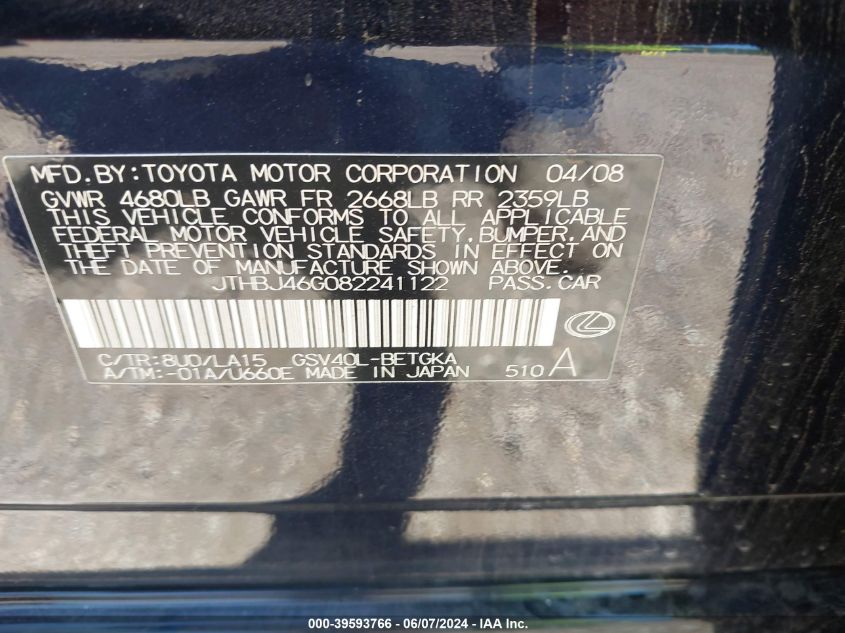 MFD.BY:TOYOTA MOTOR CORPORATION 04/08
GVWR 4680LB GAWR FR 2668LB RR 2359LB
THIS VEHICLE CONFORMS TO ALL APPLICABLE
FEDERAL MOTOR VEHICLE SAFETY,BUMPER,AND
THEFT PREVENTION STANDARDS IN EFFECT ON
THE DATE OF MANUFACTURE SHOWN ABOVE.
JTHBJ46G082241122 PASS.CAR
C/TR:8U0/LA15 GSV40L-BETGKA
A/TM:-01A/U660E MADE IN JAPAN 510 A
000-39593766 - 06/07/2024 - IAA Inc.